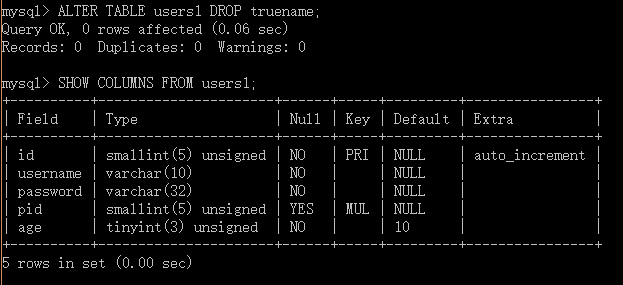 mysql> ALTER TABLE users1 DROP truename;
Query OK, 0 rows affected (0.06 sec)
Records: 0  Duplicates: 0  Warnings: 0
mysql> SHOW COLUMNS FROM users1;
+----------+----------------------+------+-----+---------+----------------+
| Field    | Type                 | Null | Key | Default | Extra          |
+----------+----------------------+------+-----+---------+----------------+
| id       | smallint(5) unsigned | NO   | PRI | NULL    | auto_increment |
| username | varchar(10)          | NO   |     | NULL    |                |
| password | varchar(32)          | NO   |     | NULL    |                |
| pid      | smallint(5) unsigned | YES  | MUL | NULL    |                |
| age      | tinyint(3) unsigned  | NO   |     | 10      |                |
+----------+----------------------+------+-----+---------+----------------+
5 rows in set (0.00 sec)